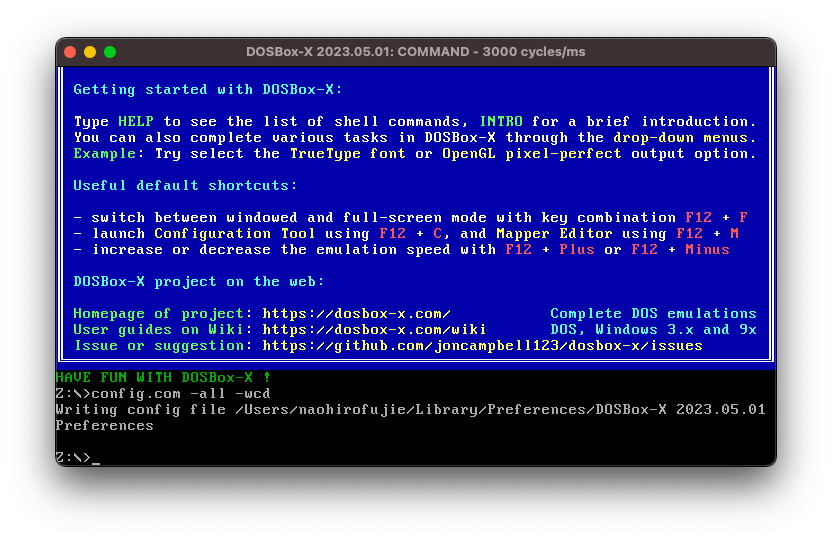 DOSBox-X 2023.05.01: COMMAND - 3000 cycles/ms
Getting started with DOSBox-X:
Type HELP to see the list of shell commands, INTRO for a brief introduction.
You can also complete various tasks in DOSBox-X through the drop-down menus.
Example: Try select the TrueType font or OpenGL pixel-perfect output option.
Useful default shortcuts:
- switch between windowed and full-screen mode with key combination F12 + F
- launch Configuration Tool using F12 + C, and Mapper Editor using F12 + M
- increase or decrease the emulation speed with F12 + Plus or F12 + Minus
DOSBox-X project on the web:
Homepage of project: https://dosbox-x.com/ Complete DOS emulations
User guides on Wiki: https://dosbox-x.com/wiki DOS, Windows 3.x and 9x
Issue or suggestion: https://github.com/joncampbell123/dosbox-x/issues
HAVE FUN WITH DOSBox-X !
Z:\>config.com -all -wcd
Writing config file /Users/naohirofujie/Library/Preferences/DOSBox-X 2023.05.01
Preferences
Z:\>_